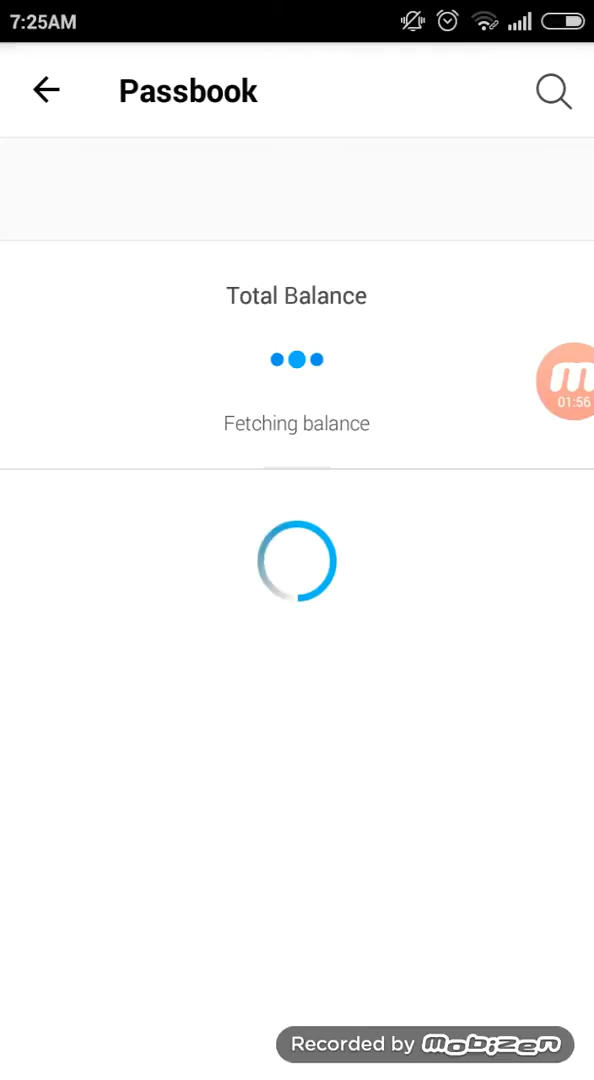 7:25AM
Passbook
Total Balance
01:56
Fetching balance
Recorded by mobizen